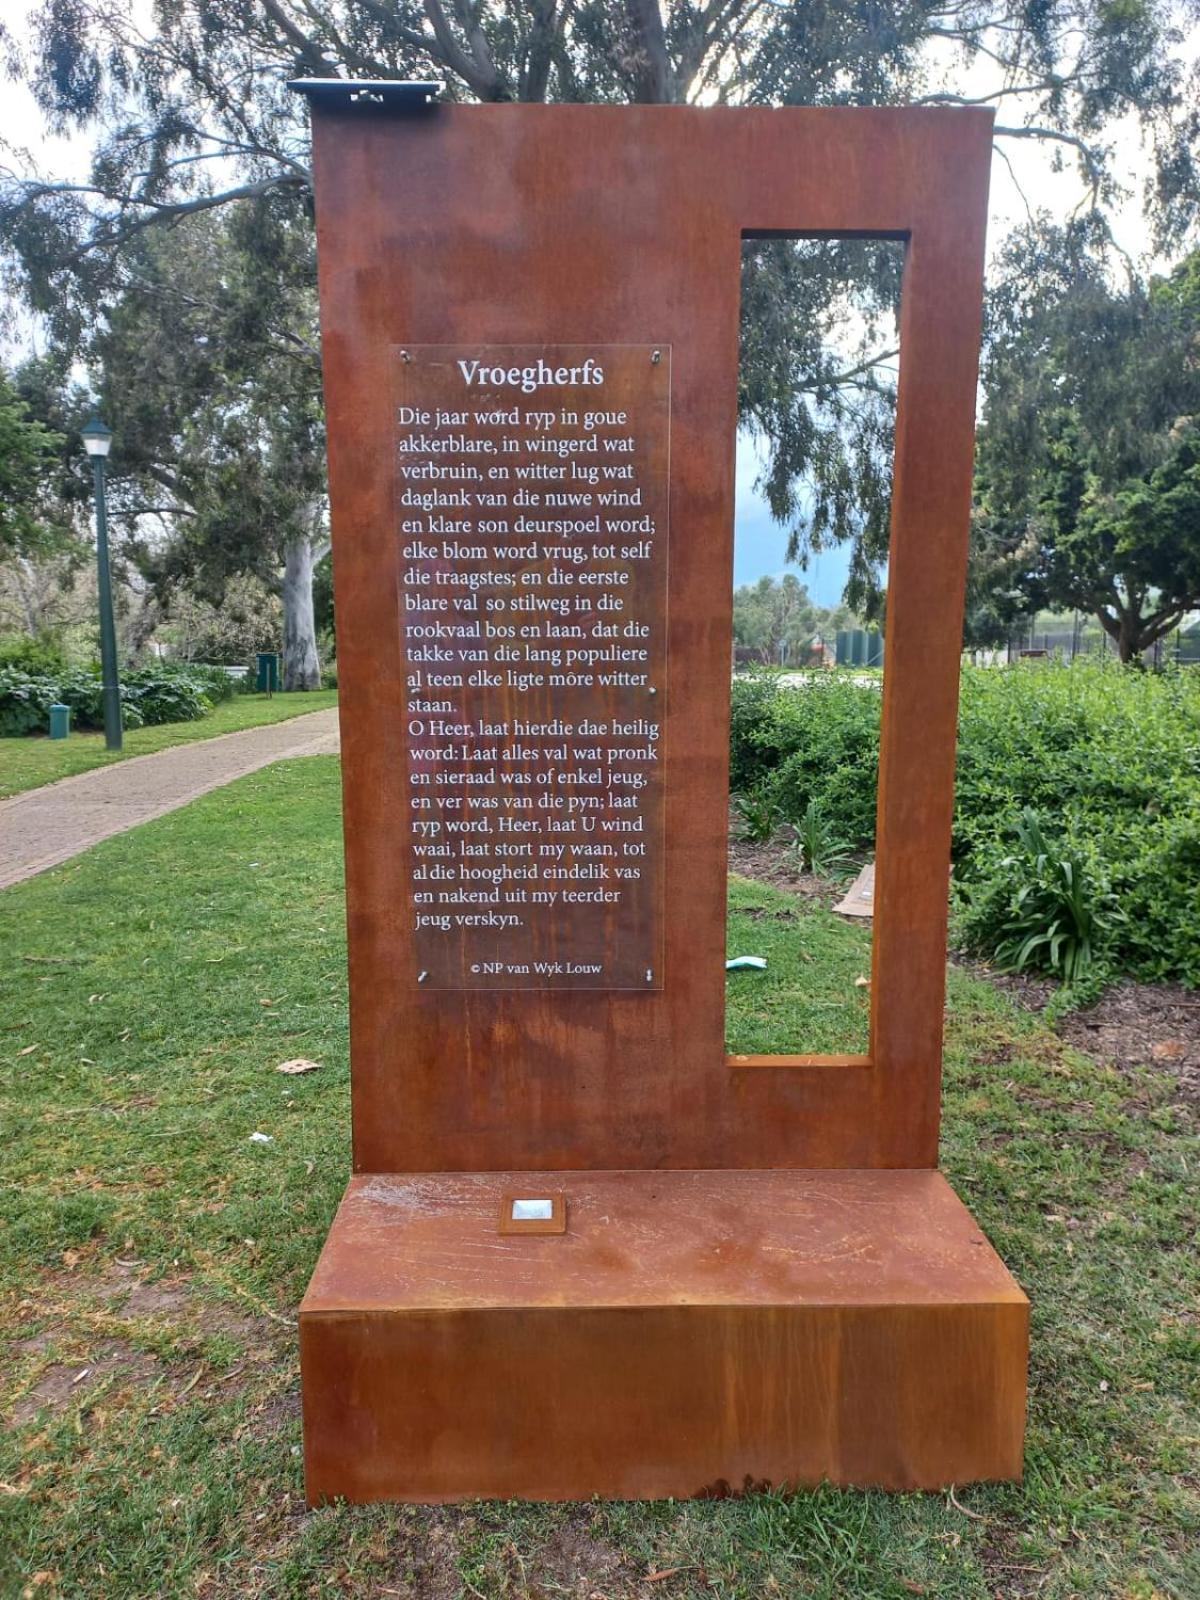 Vroegherfs
Die jaar word ryp in goue
akkerblare, in wingerd wat
verbruin, en witter lug wat
daglank van die nuwe wind
en klare son deurspoel word;
elke blom word vrug, tot self
die traagstes; en die eerste
blare val so stilweg in die
rookvaal bos en laan, dat die
takke van die lang populiere
al teen elke ligte môre witter
staan.
O Heer, laat hierdie dae heilig
word: Laat alles val wat pronk
en sieraad was of enkel jeug,
en ver was van die pyn; laat
ryp word, Heer, laat U wind
waai, laat stort my waan, tot
al die hoogheid eindelik vas
en nakend uit my teerder
jeug verskyn.
© NP van Wyk Louw